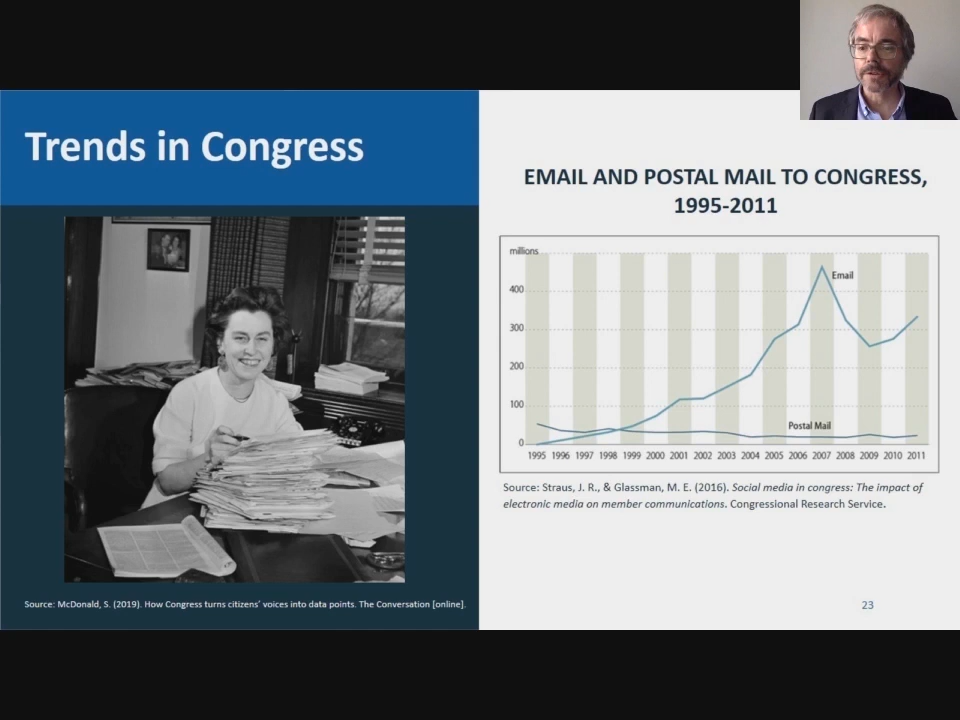 Trends in Congress
Source: McDonald, S. (2019). How Congress turns citizens' voices into data points. The Conversation [online].
EMAIL AND POSTAL MAIL TO CONGRESS,
1995-2011
millions
400
300
200
100
0
Email
Postal Mail
1995 1996 1997 1998 1999 2000 2001 2002 2003 2004 2005 2006 2007 2008 2009 2010 2011
Source: Straus, J. R., & Glassman, M. E. (2016). Social media in congress: The impact of
electronic media on member communications. Congressional Research Service.
23